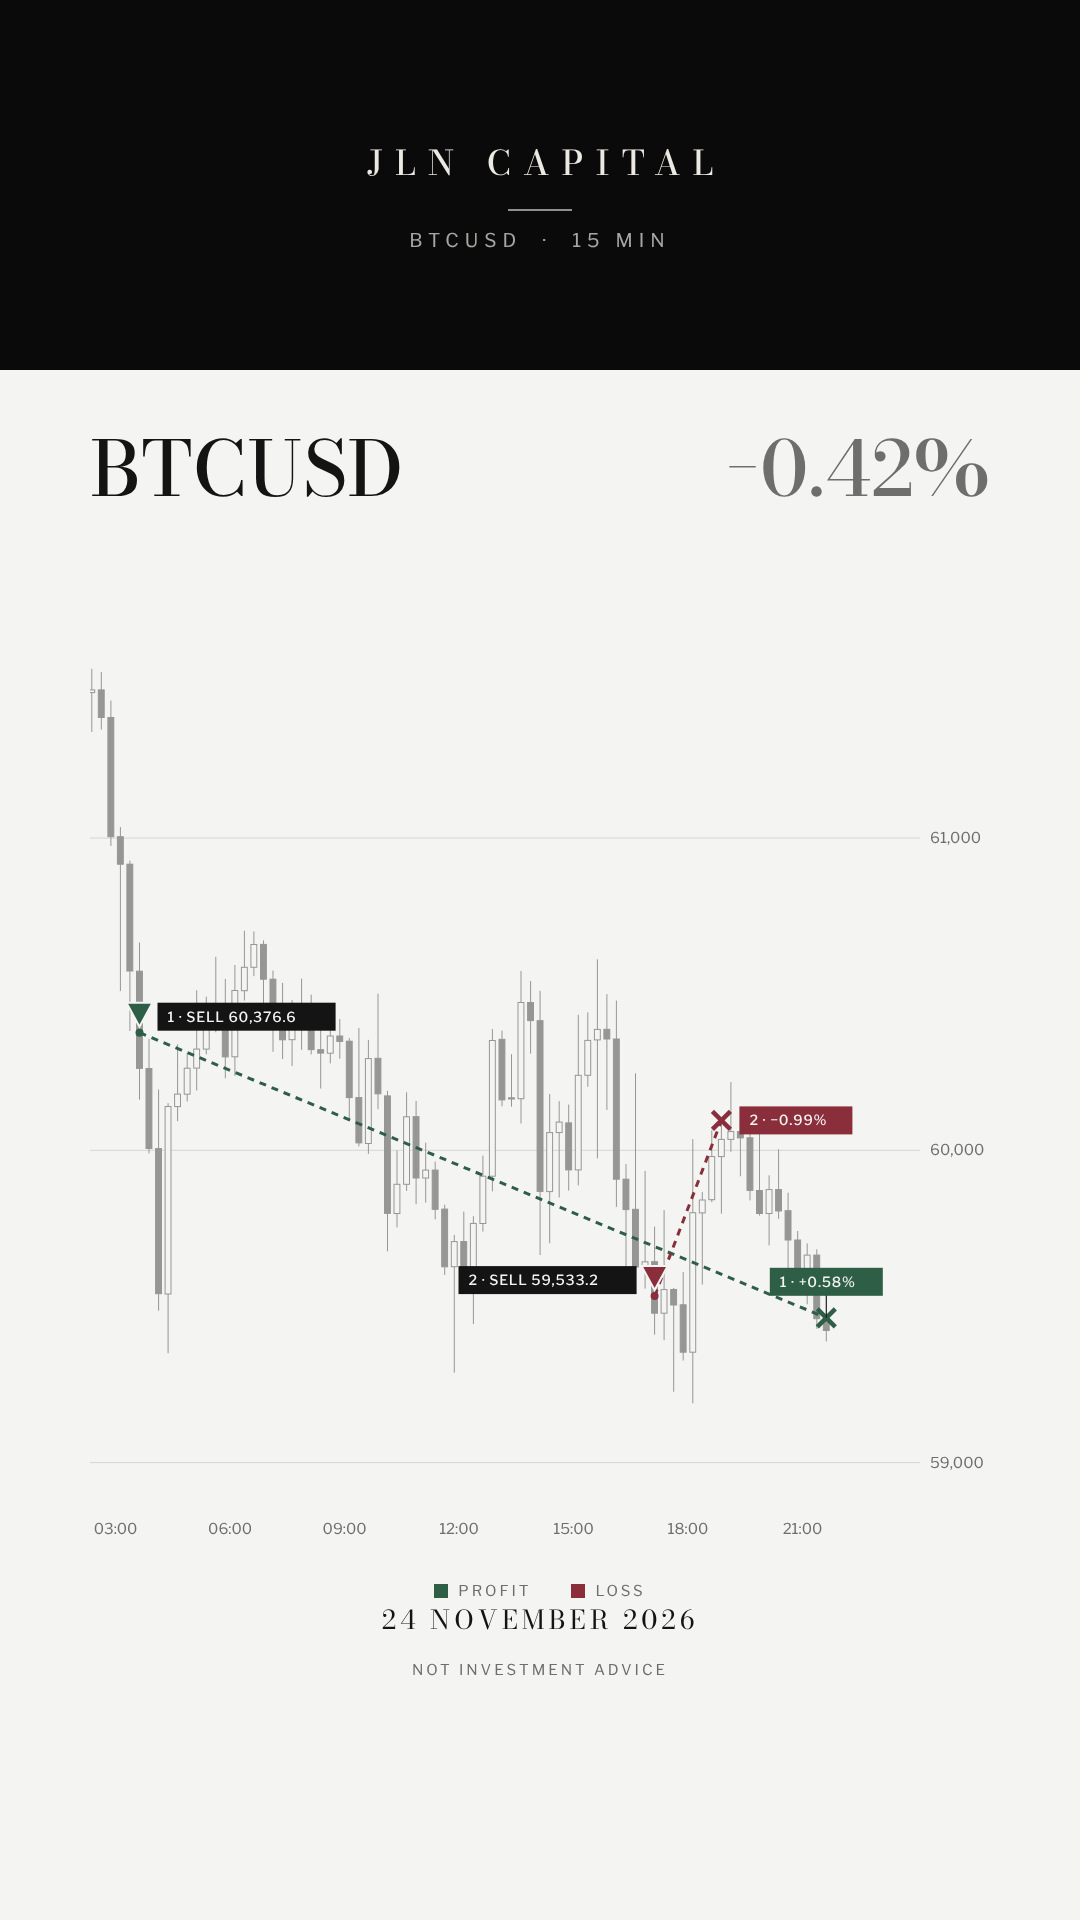 JLN CAPITAL
BTCUSD · 15 MIN
BTCUSD
−0.42%
61,000
1 · SELL 60,376.6
2 · −0.99%
60,000
2 · SELL 59,533.2
1 · +0.58%
59,000
03:00 06:00 09:00 12:00 15:00 18:00 21:00
PROFIT LOSS
24 NOVEMBER 2026
NOT INVESTMENT ADVICE